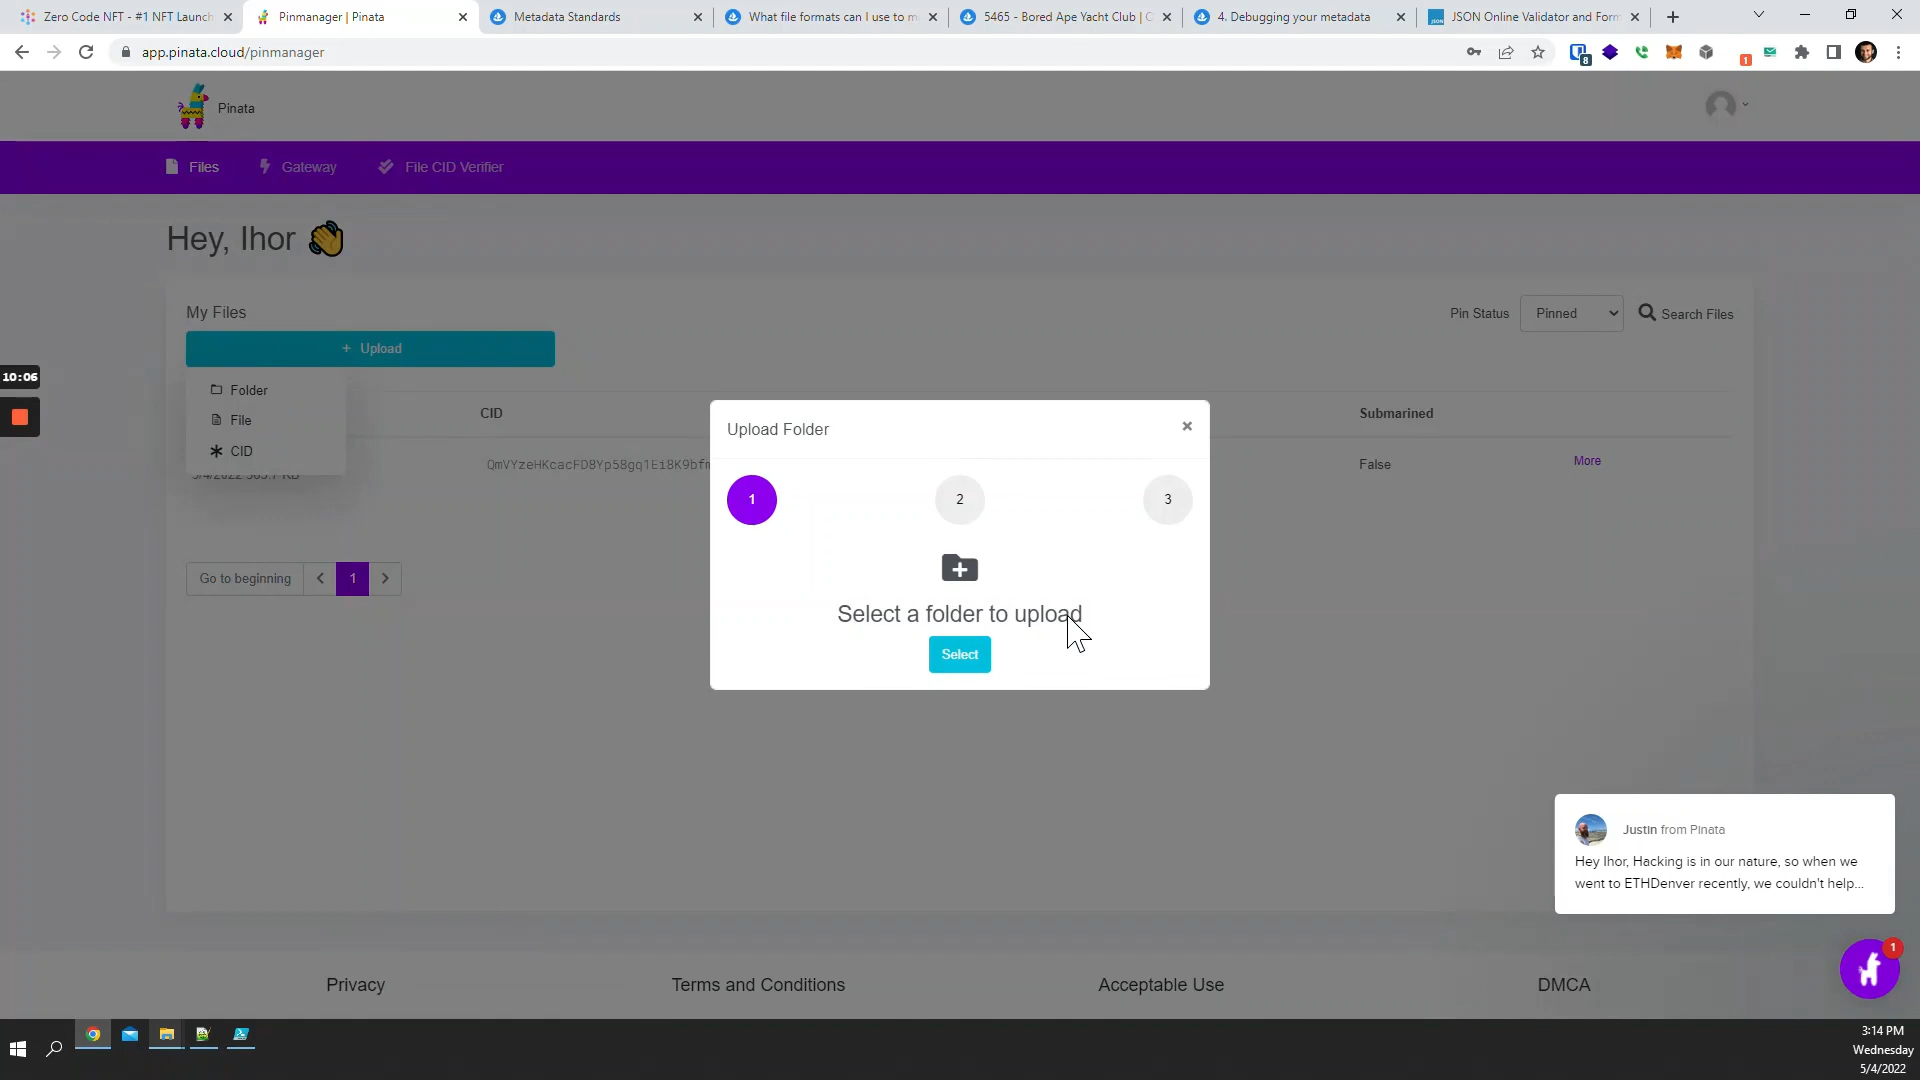 Zero Code NFT - #1 NFT Launch
Pinmanager | Pinata
Metadata Standards
What file formats can I use to m
5465 - Bored Ape Yacht Club | C
4. Debugging your metadata
JSON Online Validator and Form
app.pinata.cloud/pinmanager
8
1
Pinata
Files
Gateway
File CID Verifier
Hey, Ihor
My Files
Pin Status
Pinned
Search Files
+ Upload
10:06
Folder
File
CID
CID
Submarined
QmVYzeHKcacFD8Yp58gq1Ei8K9bfm
False
More
Upload Folder
×
1
2
3
Select a folder to upload
Select
Go to beginning
1
Justin from Pinata
Hey Ihor, Hacking is in our nature, so when we
went to ETHDenver recently, we couldn't help...
1
Privacy
Terms and Conditions
Acceptable Use
DMCA
3:14 PM
Wednesday
5/4/2022